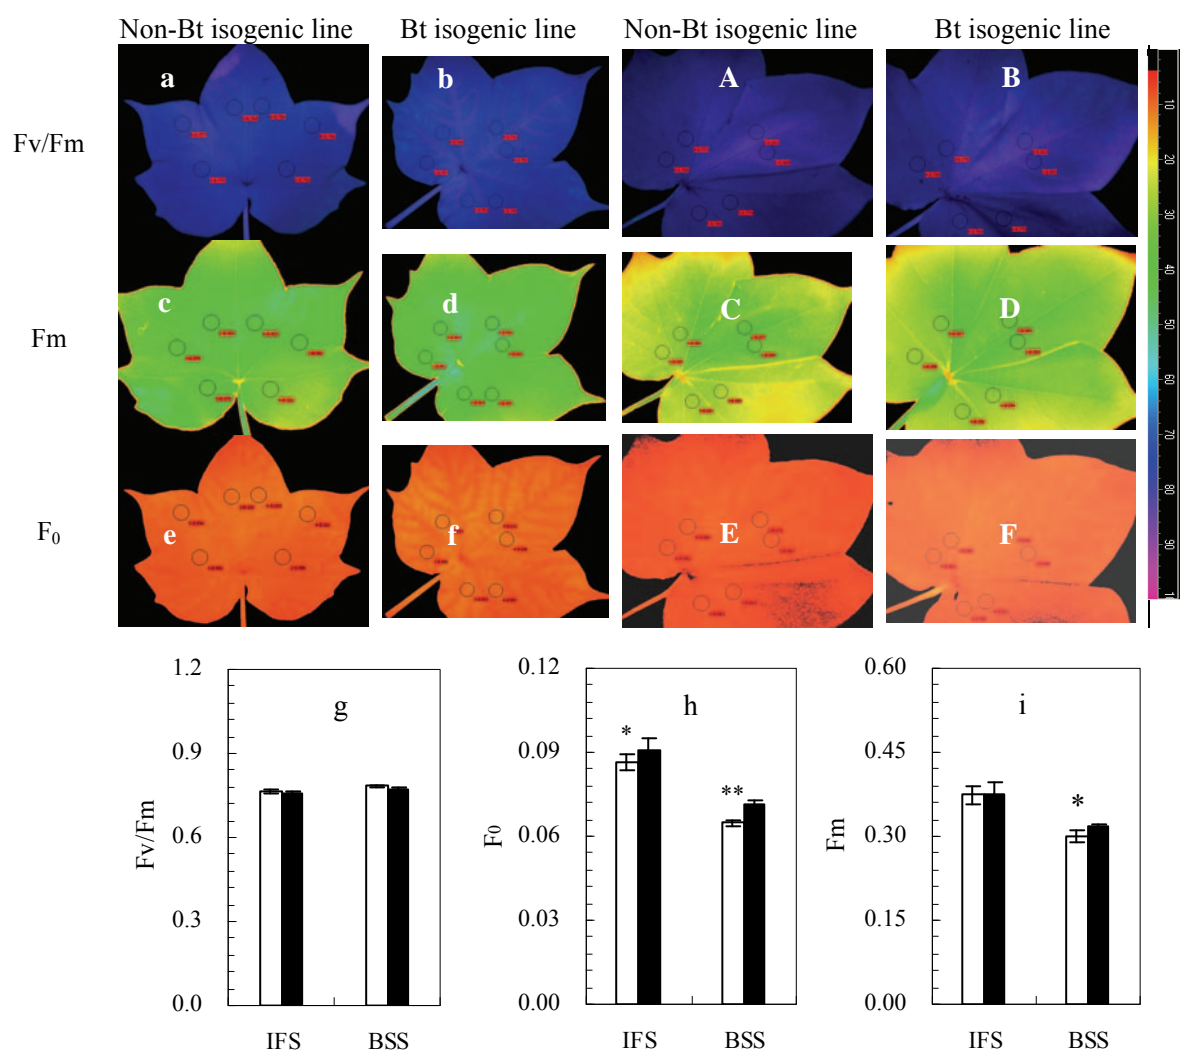 Non-Bt isogenic line Bt isogenic line Non-Bt isogenic line Bt isogenic line
a b A B
Fv/Fm
c d C D
Fm
e f E F
F0
10
20
30
40
50
60
70
80
90
1
1.2
0.9
0.6
0.3
0.0
Fv/Fm
g
IFS BSS
0.12
0.09
0.06
0.03
0.00
F0
h
*
**
IFS BSS
0.60
0.45
0.30
0.15
0.00
Fm
i
*
IFS BSS